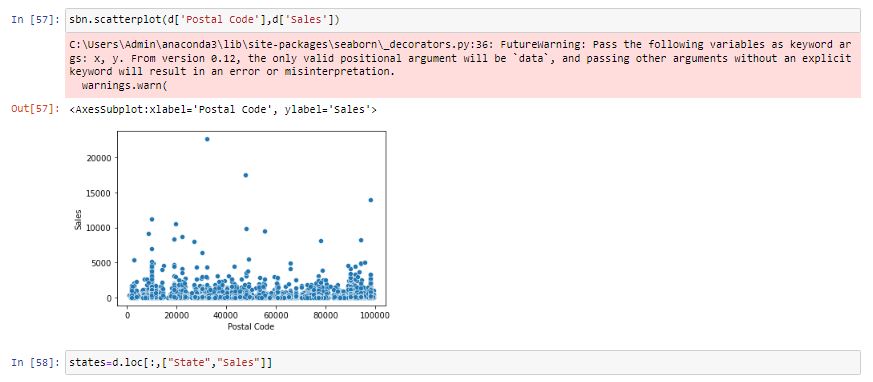 In [57]: sbn.scatterplot(d['Postal Code'],d['Sales'])
C:\Users\Admin\anaconda3\lib\site-packages\seaborn\_decorators.py:36: FutureWarning: Pass the following variables as keyword ar
gs: x, y. From version 0.12, the only valid positional argument will be `data`, and passing other arguments without an explicit
keyword will result in an error or misinterpretation.
warnings.warn(
Out[57]: <AxesSubplot:xlabel='Postal Code', ylabel='Sales'>
20000
15000
10000
5000
0
Sales
0 20000 40000 60000 80000 100000
Postal Code
In [58]: states=d.loc[:,["State","Sales"]]